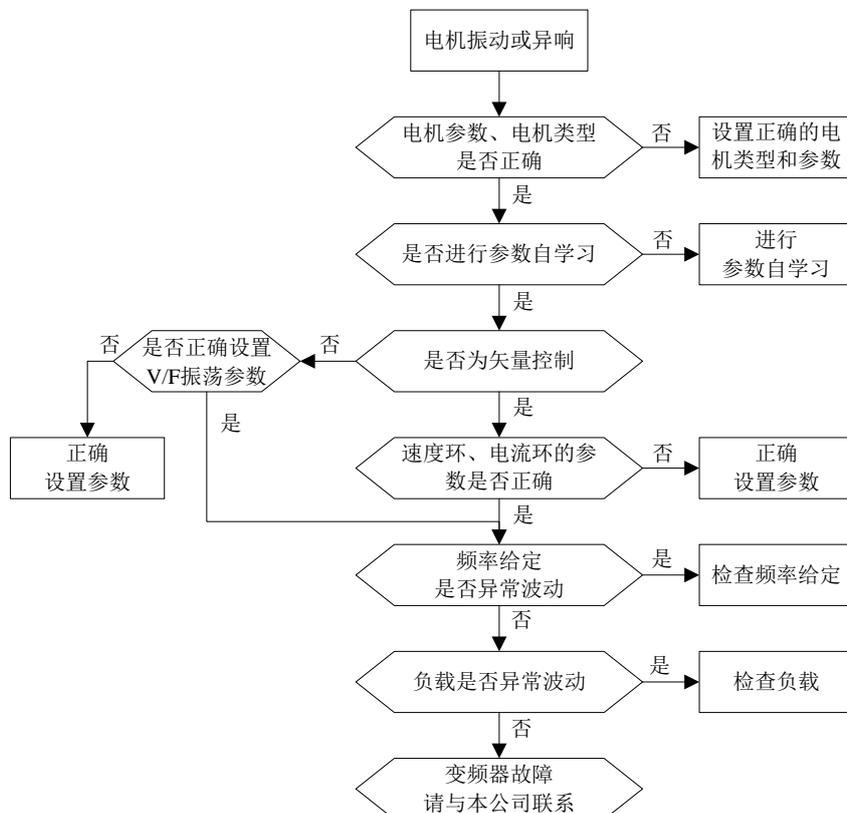 电机振动或异响
电机参数、电机类型
是否正确
否
设置正确的电
机类型和参数
是
是否进行参数自学习
否
进行
参数自学习
是
是否为矢量控制
否
是否正确设置
V/F振荡参数
否
正确
设置参数
是
是
速度环、电流环的参
数是否正确
否
正确
设置参数
是
频率给定
是否异常波动
是
检查频率给定
否
负载是否异常波动
是
检查负载
否
变频器故障
请与本公司联系